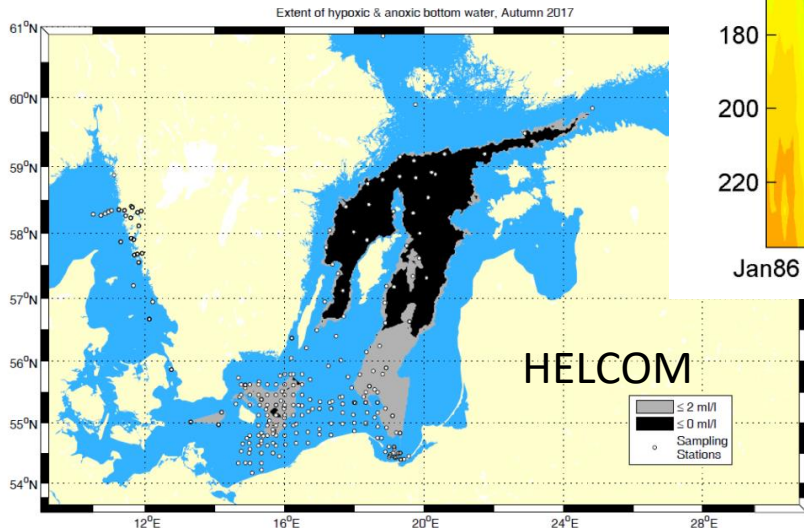 Extent of hypoxic & anoxic bottom water, Autumn 2017
61°N
60°N
59°N
58°N
57°N
56°N
55°N
54°N
12°E
16°E
20°E
24°E
HELCOM
≤ 2 ml/l
≤ 0 ml/l
Sampling
Stations
180
200
220
Jan86